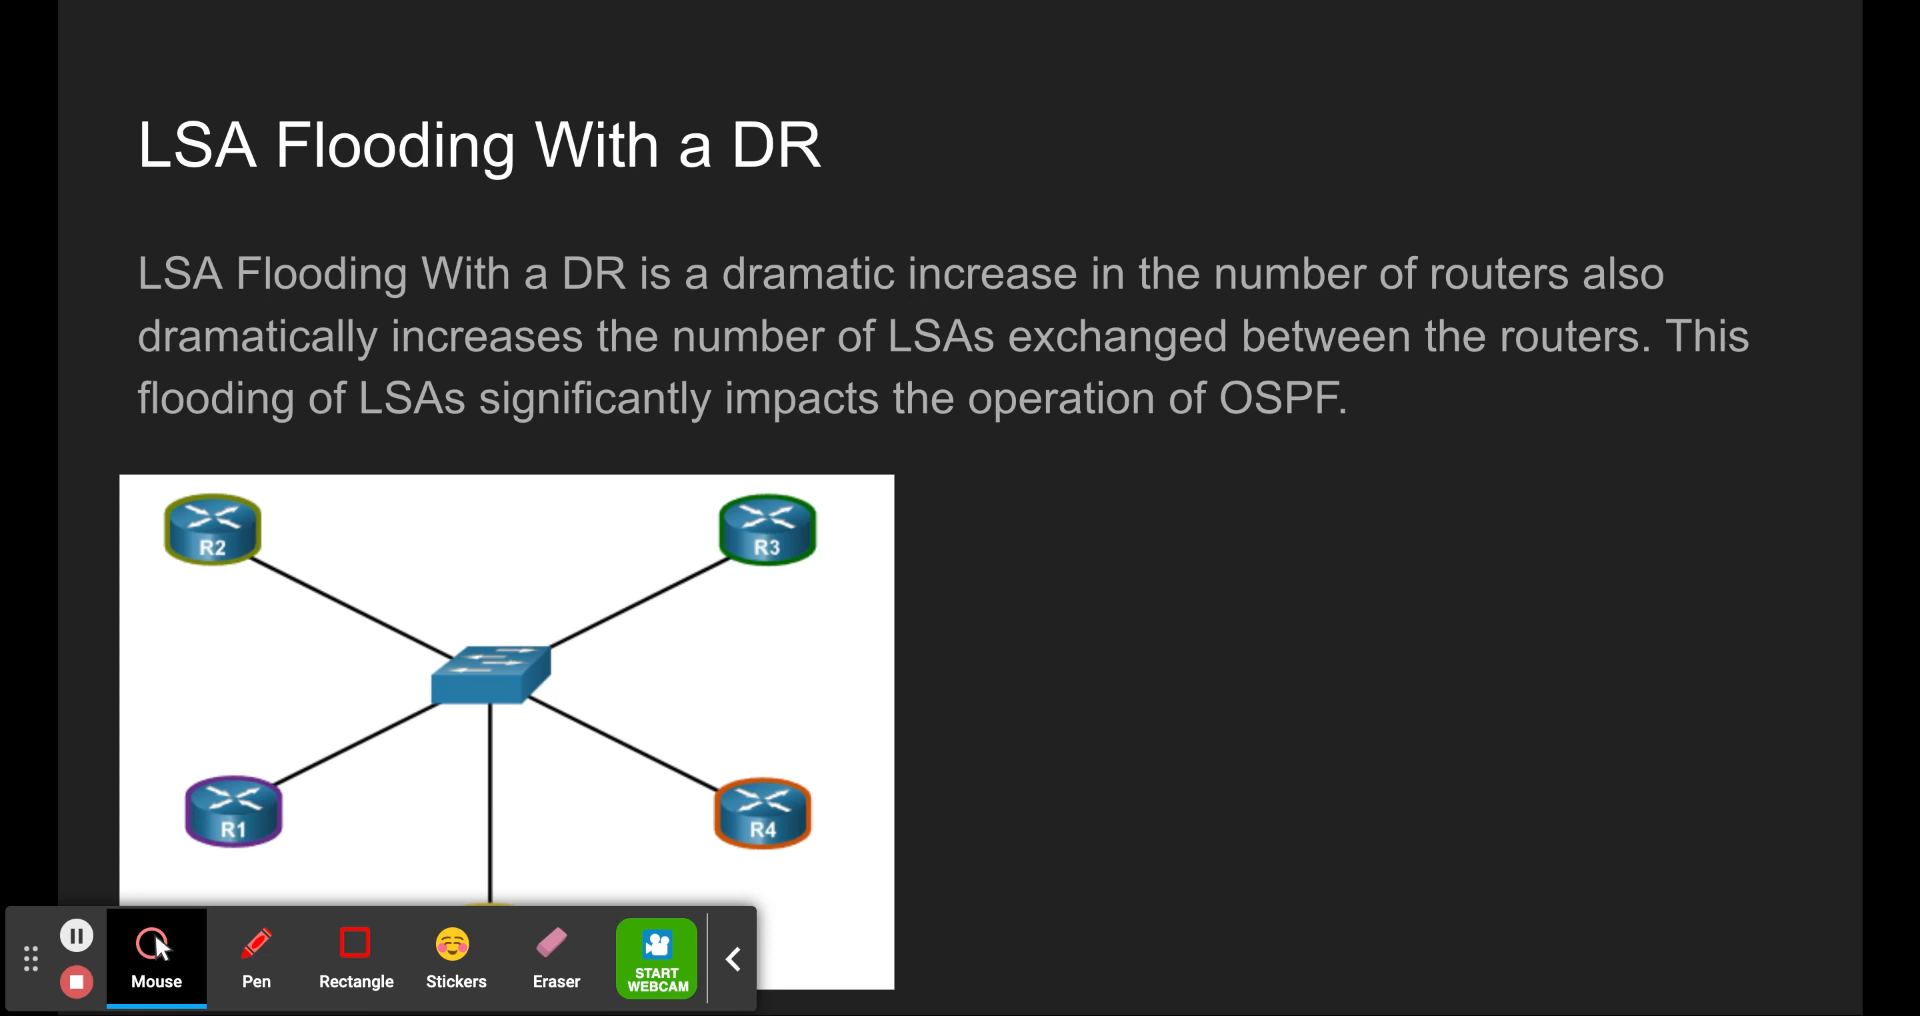 LSA Flooding With a DR
LSA Flooding With a DR is a dramatic increase in the number of routers also
dramatically increases the number of LSAs exchanged between the routers. This
flooding of LSAs significantly impacts the operation of OSPF.
R2
R3
R1
R4
Mouse
Pen
Rectangle
Stickers
Eraser
START
WEBCAM